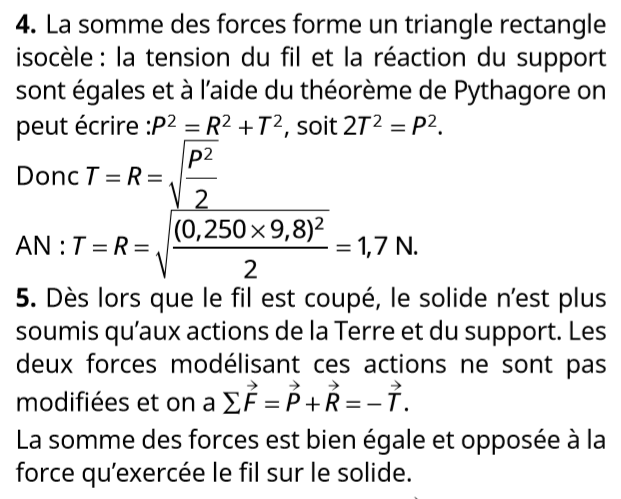 4. La somme des forces forme un triangle rectangle
isocèle : la tension du fil et la réaction du support
sont égales et à l'aide du théorème de Pythagore on
peut écrire :P² = R² + T², soit 2T² = P².
Donc T = R = √(P²/2)
AN : T = R = √((0,250 × 9,8)²/2) = 1,7 N.
5. Dès lors que le fil est coupé, le solide n'est plus
soumis qu'aux actions de la Terre et du support. Les
deux forces modélisant ces actions ne sont pas
modifiées et on a ∑F⃗ = P⃗ + R⃗ = – T⃗.
La somme des forces est bien égale et opposée à la
force qu'exercée le fil sur le solide.